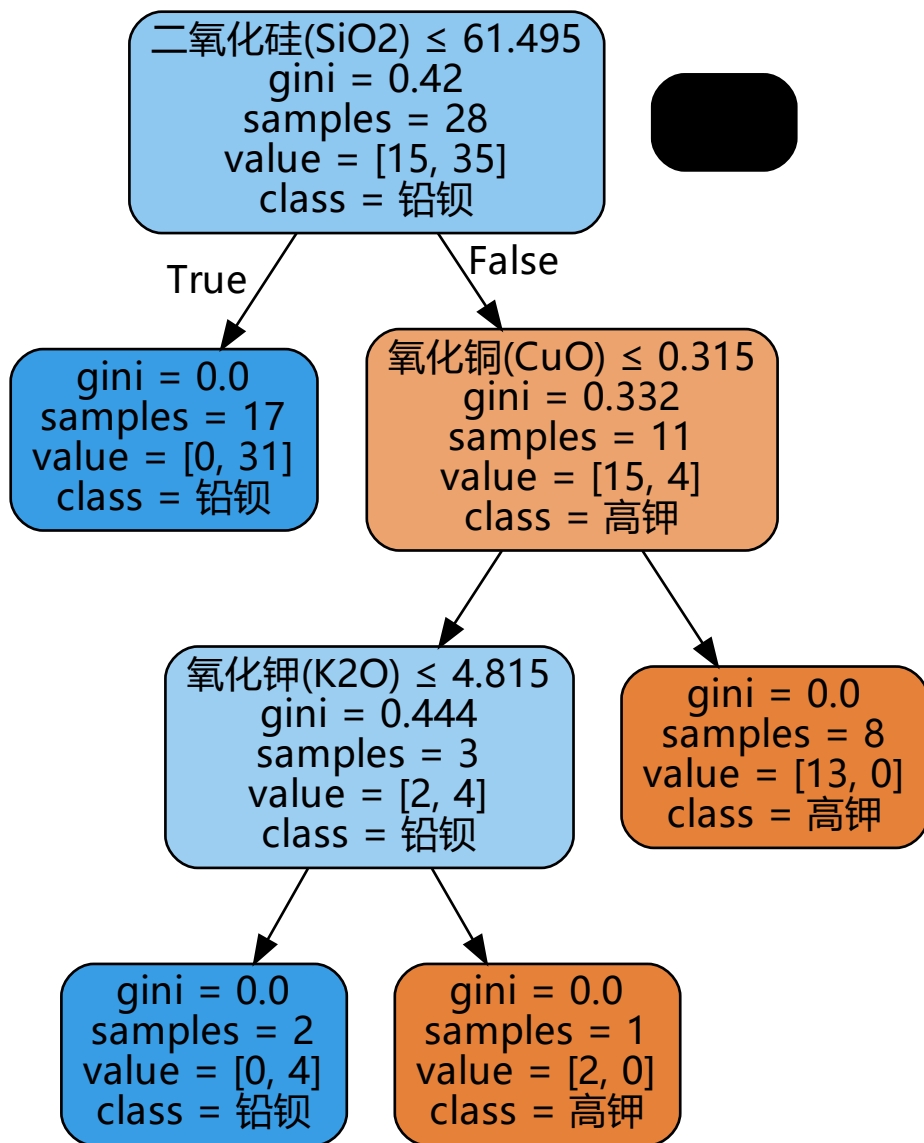 二氧化硅(SiO2) ≤ 61.495
gini = 0.42
samples = 28
value = [15, 35]
class = 铅钡
True
False
gini = 0.0
samples = 17
value = [0, 31]
class = 铅钡
氧化铜(CuO) ≤ 0.315
gini = 0.332
samples = 11
value = [15, 4]
class = 高钾
氧化钾(K2O) ≤ 4.815
gini = 0.444
samples = 3
value = [2, 4]
class = 铅钡
gini = 0.0
samples = 8
value = [13, 0]
class = 高钾
gini = 0.0
samples = 2
value = [0, 4]
class = 铅钡
gini = 0.0
samples = 1
value = [2, 0]
class = 高钾